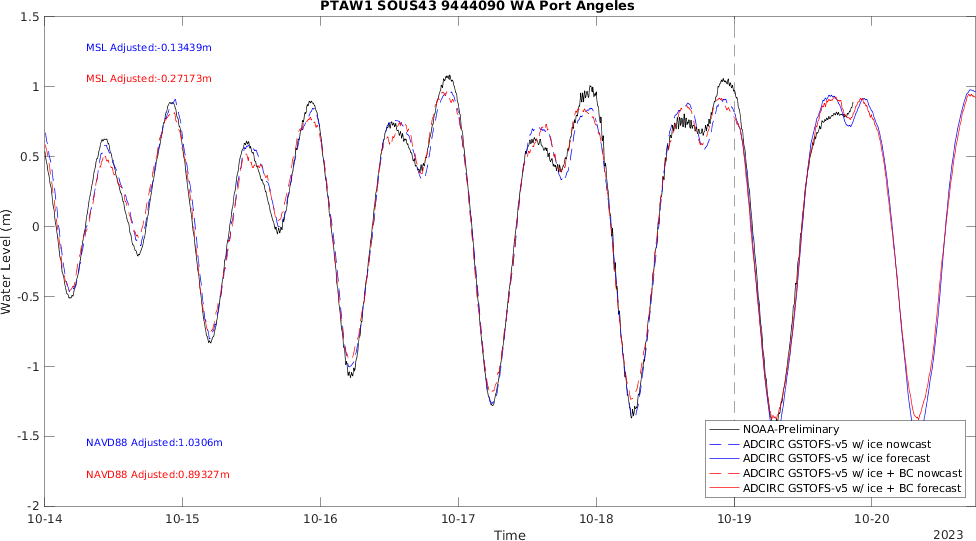 PTAW1 SOUS43 9444090 WA Port Angeles
1.5
1
0.5
0
-0.5
-1
-1.5
-2
Water Level (m)
MSL Adjusted:-0.13439m
MSL Adjusted:-0.27173m
NAVD88 Adjusted:1.0306m
NAVD88 Adjusted:0.89327m
NOAA-Preliminary
ADCIRC GSTOFS-v5 w/ ice nowcast
ADCIRC GSTOFS-v5 w/ ice forecast
ADCIRC GSTOFS-v5 w/ ice + BC nowcast
ADCIRC GSTOFS-v5 w/ ice + BC forecast
10-14 10-15 10-16 10-17 10-18 10-19 10-20
Time
2023